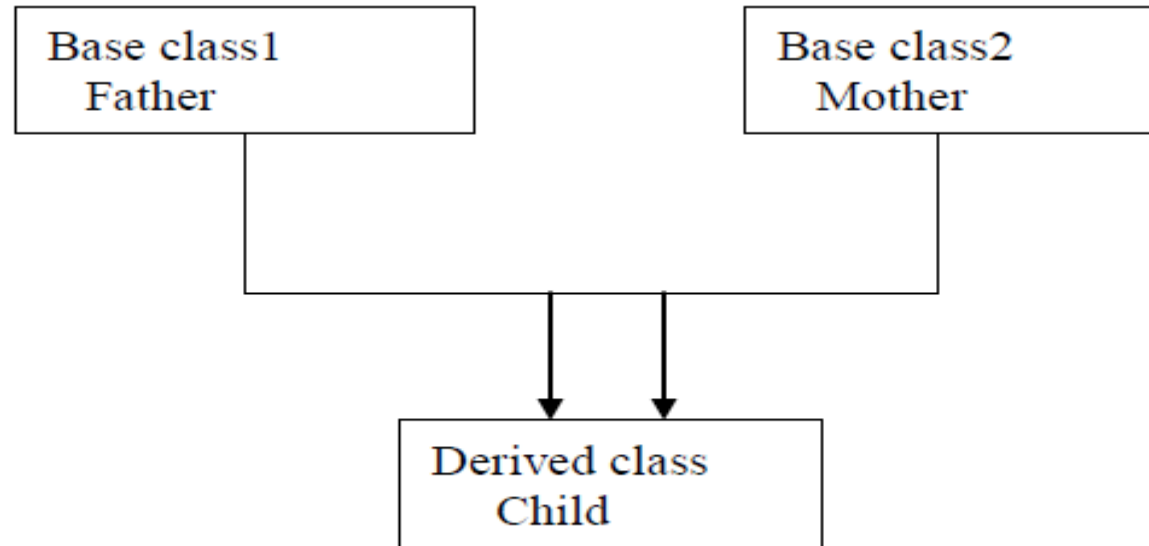 Base class1
Father
Base class2
Mother
Derived class
Child